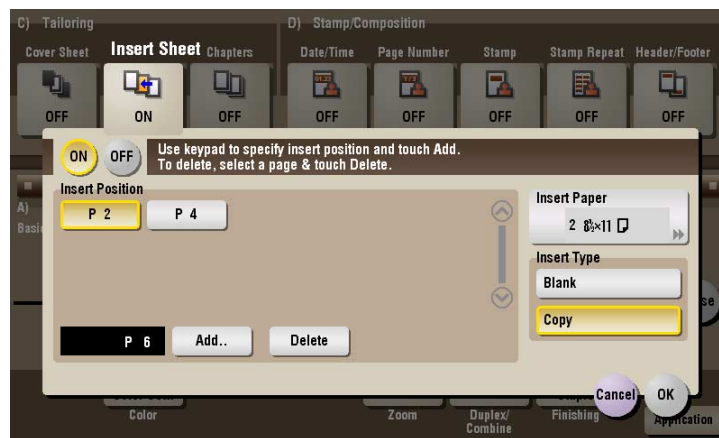 C) Tailoring
D) Stamp/Composition
Cover Sheet
Insert Sheet
Chapters
Date/Time
Page Number
Stamp
Stamp Repeat
Header/Footer
OFF
ON
OFF
OFF
OFF
OFF
OFF
OFF
ON
OFF
Use keypad to specify insert position and touch Add.
To delete, select a page & touch Delete.
Insert Position
P 2
P 4
Insert Paper
2 8½×11
A)
Insert Type
Blank
Copy
P 6
Add..
Delete
Cancel
OK
Color
Zoom
Duplex/
Combine
Finishing
Application